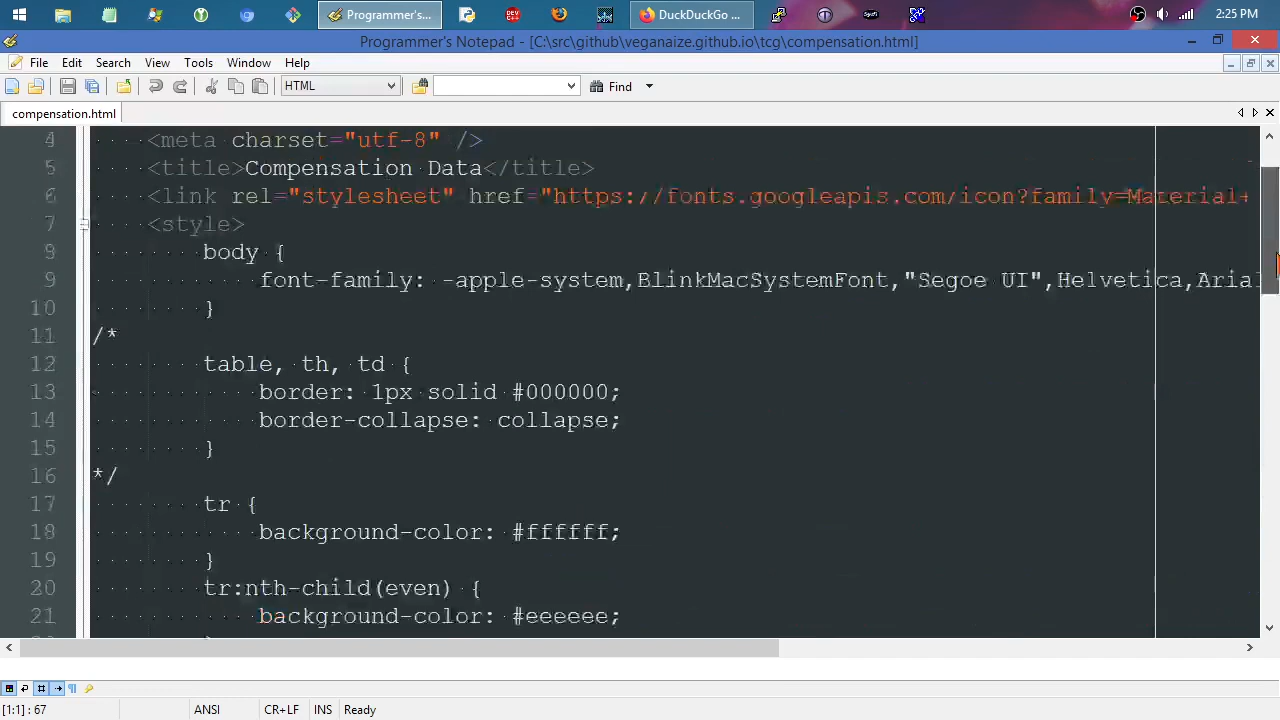 Programmer's...
DuckDuckGo ...
2:25 PM
Programmer's Notepad - [C:\src\github\veganaize.github.io\tcg\compensation.html]
File Edit Search View Tools Window Help
HTML
Find
compensation.html
4 <meta charset="utf-8" />
5 <title>Compensation Data</title>
6 <link rel="stylesheet" href="https://fonts.googleapis.com/icon?family=Material+
7 <style>
8 body {
9 font-family: -apple-system,BlinkMacSystemFont,"Segoe UI",Helvetica,Arial
10 }
11 /*
12 table, th, td {
13 border: 1px solid #000000;
14 border-collapse: collapse;
15 }
16 */
17 tr {
18 background-color: #ffffff;
19 }
20 tr:nth-child(even) {
21 background-color: #eeeeee;
[1:1] : 67 ANSI CR+LF INS Ready